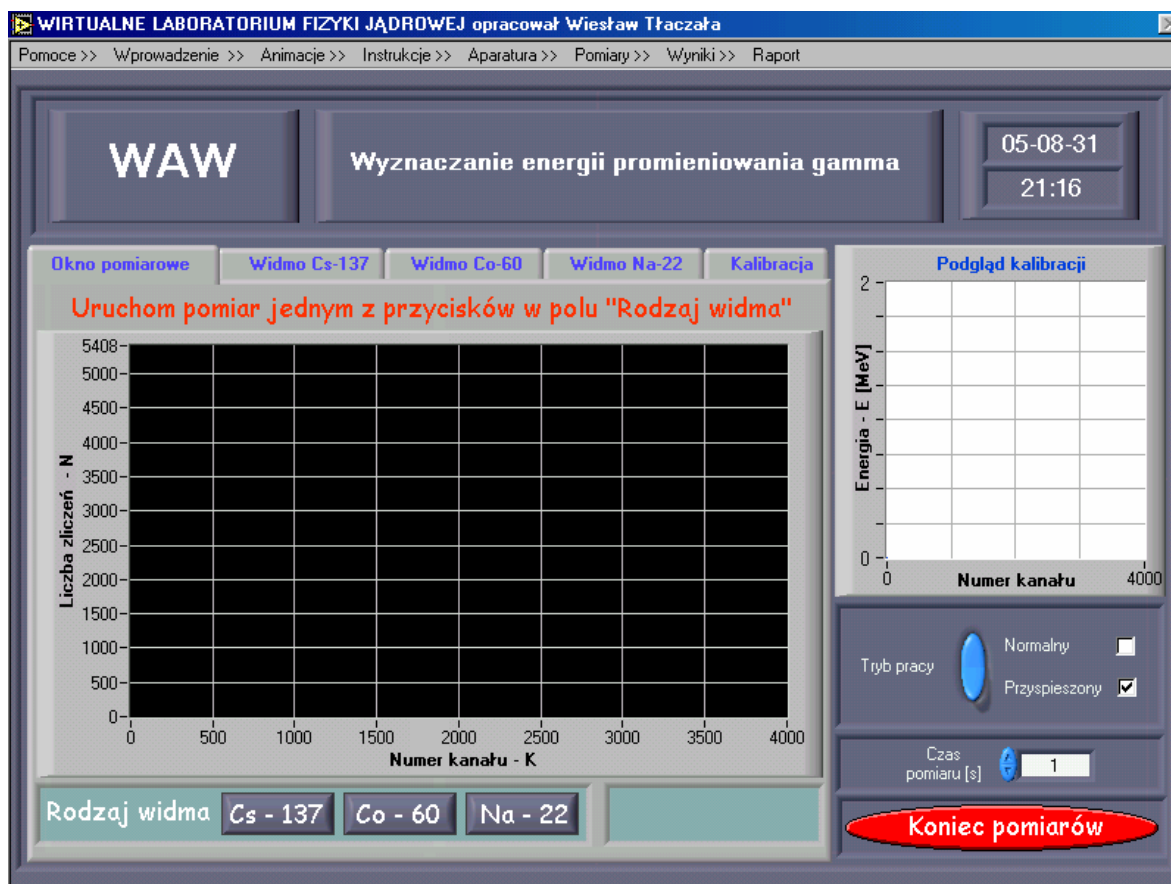 WIRTUALNE LABORATORIUM FIZYKI JĄDROWEJ opracował Wiesław Tłaczała
Pomoce >> Wprowadzenie >> Animacje >> Instrukcje >> Aparatura >> Pomiary >> Wyniki >> Raport
WAW
Wyznaczanie energii promieniowania gamma
05-08-31
21:16
Okno pomiarowe Widmo Cs-137 Widmo Co-60 Widmo Na-22 Kalibracja
Uruchom pomiar jednym z przycisków w polu "Rodzaj widma"
Liczba zliczeń - N
5408
5000
4500
4000
3500
3000
2500
2000
1500
1000
500
0
0 500 1000 1500 2000 2500 3000 3500 4000
Numer kanału - K
Rodzaj widma Cs - 137 Co - 60 Na - 22
Podgląd kalibracji
Energia - E [MeV]
2
0
0 4000
Numer kanału
Tryb pracy
Normalny
Przyspieszony
Czas
pomiaru [s]
1
Koniec pomiarów